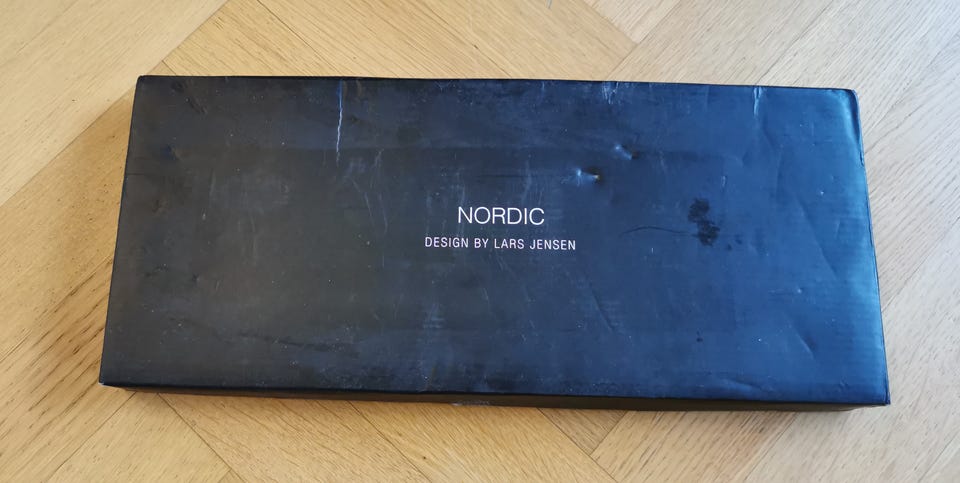 NORDIC
DESIGN BY LARS JENSEN